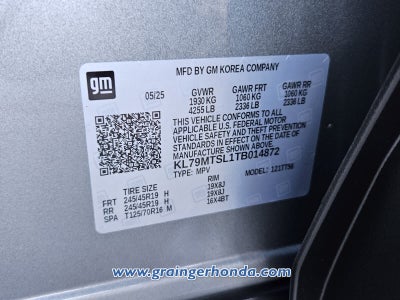 gm
MFD BY GM KOREA COMPANY
05/25 GVWR GAWR FRT GAWR RR
1930 KG 1060 KG 1060 KG
4255 LB 2336 LB 2336 LB
THIS VEHICLE CONFORMS TO ALL
APPLICABLE U.S. FEDERAL MOTOR
VEHICLE SAFETY AND THEFT PREVENTION
STANDARDS IN EFFECT ON THE DATE OF
MANUFACTURE SHOWN ABOVE.
KL79MTSL1TB014872
TYPE: MPV MODEL:
TIRE SIZE RIM
FRT 245/45R19 H 19X8J
RR 245/45R19 H 19X8J
SPA T125/70R16 M 16X4BT
www.graingerhonda.com